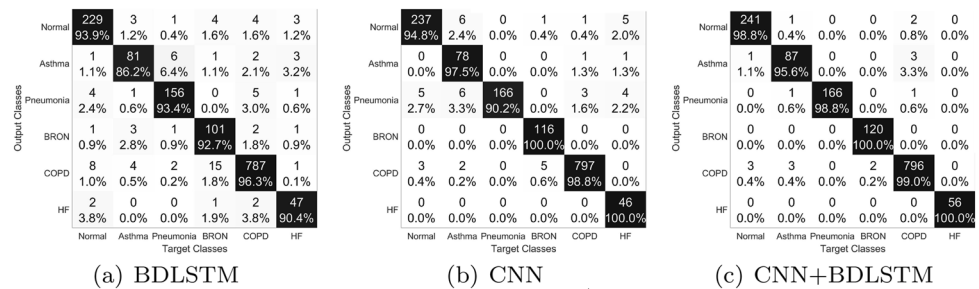 Normal 229 3 1 4 4 3
93.9% 1.2% 0.4% 1.6% 1.6% 1.2%
Asthma 1 81 6 1 2 3
1.1% 86.2% 6.4% 1.1% 2.1% 3.2%
Pneumonia 4 1 156 0 5 1
2.4% 0.6% 93.4% 0.0% 3.0% 0.6%
BRON 1 3 1 101 2 1
0.9% 2.8% 0.9% 92.7% 1.8% 0.9%
COPD 8 4 2 15 787 1
1.0% 0.5% 0.2% 1.8% 96.3% 0.1%
HF 2 0 0 1 2 47
3.8% 0.0% 0.0% 1.9% 3.8% 90.4%
Normal Asthma Pneumonia BRON COPD HF
Target Classes
Output Classes
(a) BDLSTM
Normal 237 6 0 1 1 5
94.8% 2.4% 0.0% 0.4% 0.4% 2.0%
Asthma 0 78 0 0 1 1
0.0% 97.5% 0.0% 0.0% 1.3% 1.3%
Pneumonia 5 6 166 0 3 4
2.7% 3.3% 90.2% 0.0% 1.6% 2.2%
BRON 0 0 0 116 0 0
0.0% 0.0% 0.0% 100.0% 0.0% 0.0%
COPD 3 2 0 5 797 0
0.4% 0.2% 0.0% 0.6% 98.8% 0.0%
HF 0 0 0 0 0 46
0.0% 0.0% 0.0% 0.0% 0.0% 100.0%
Normal Asthma Pneumonia BRON COPD HF
Target Classes
Output Classes
(b) CNN
Normal 241 1 0 0 2 0
98.8% 0.4% 0.0% 0.0% 0.8% 0.0%
Asthma 1 87 0 0 3 0
1.1% 95.6% 0.0% 0.0% 3.3% 0.0%
Pneumonia 0 1 166 0 1 0
0.0% 0.6% 98.8% 0.0% 0.6% 0.0%
BRON 0 0 0 120 0 0
0.0% 0.0% 0.0% 100.0% 0.0% 0.0%
COPD 3 3 0 2 796 0
0.4% 0.4% 0.0% 0.2% 99.0% 0.0%
HF 0 0 0 0 0 56
0.0% 0.0% 0.0% 0.0% 0.0% 100.0%
Normal Asthma Pneumonia BRON COPD HF
Target Classes
Output Classes
(c) CNN+BDLSTM